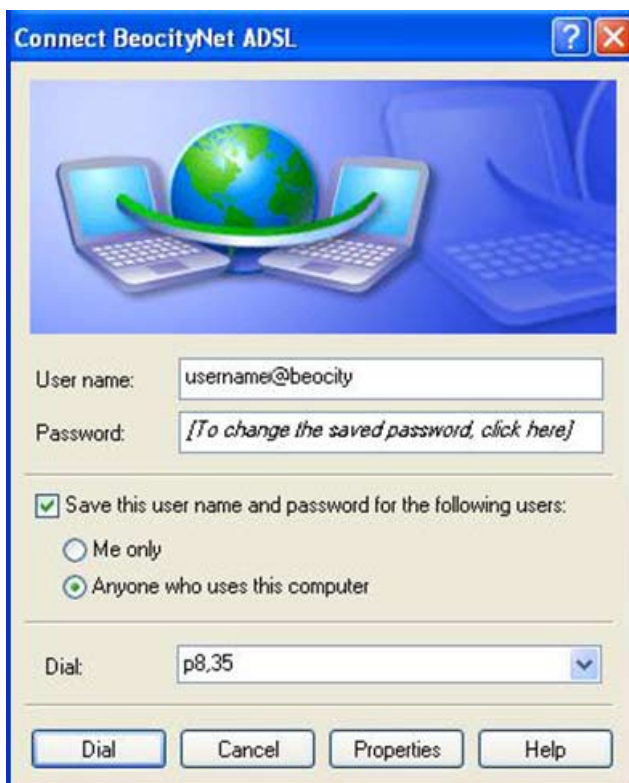 Connect BeocityNet ADSL
User name: username@beocity
Password: [To change the saved password, click here]
Save this user name and password for the following users:
Me only
Anyone who uses this computer
Dial: p8,35
Dial Cancel Properties Help